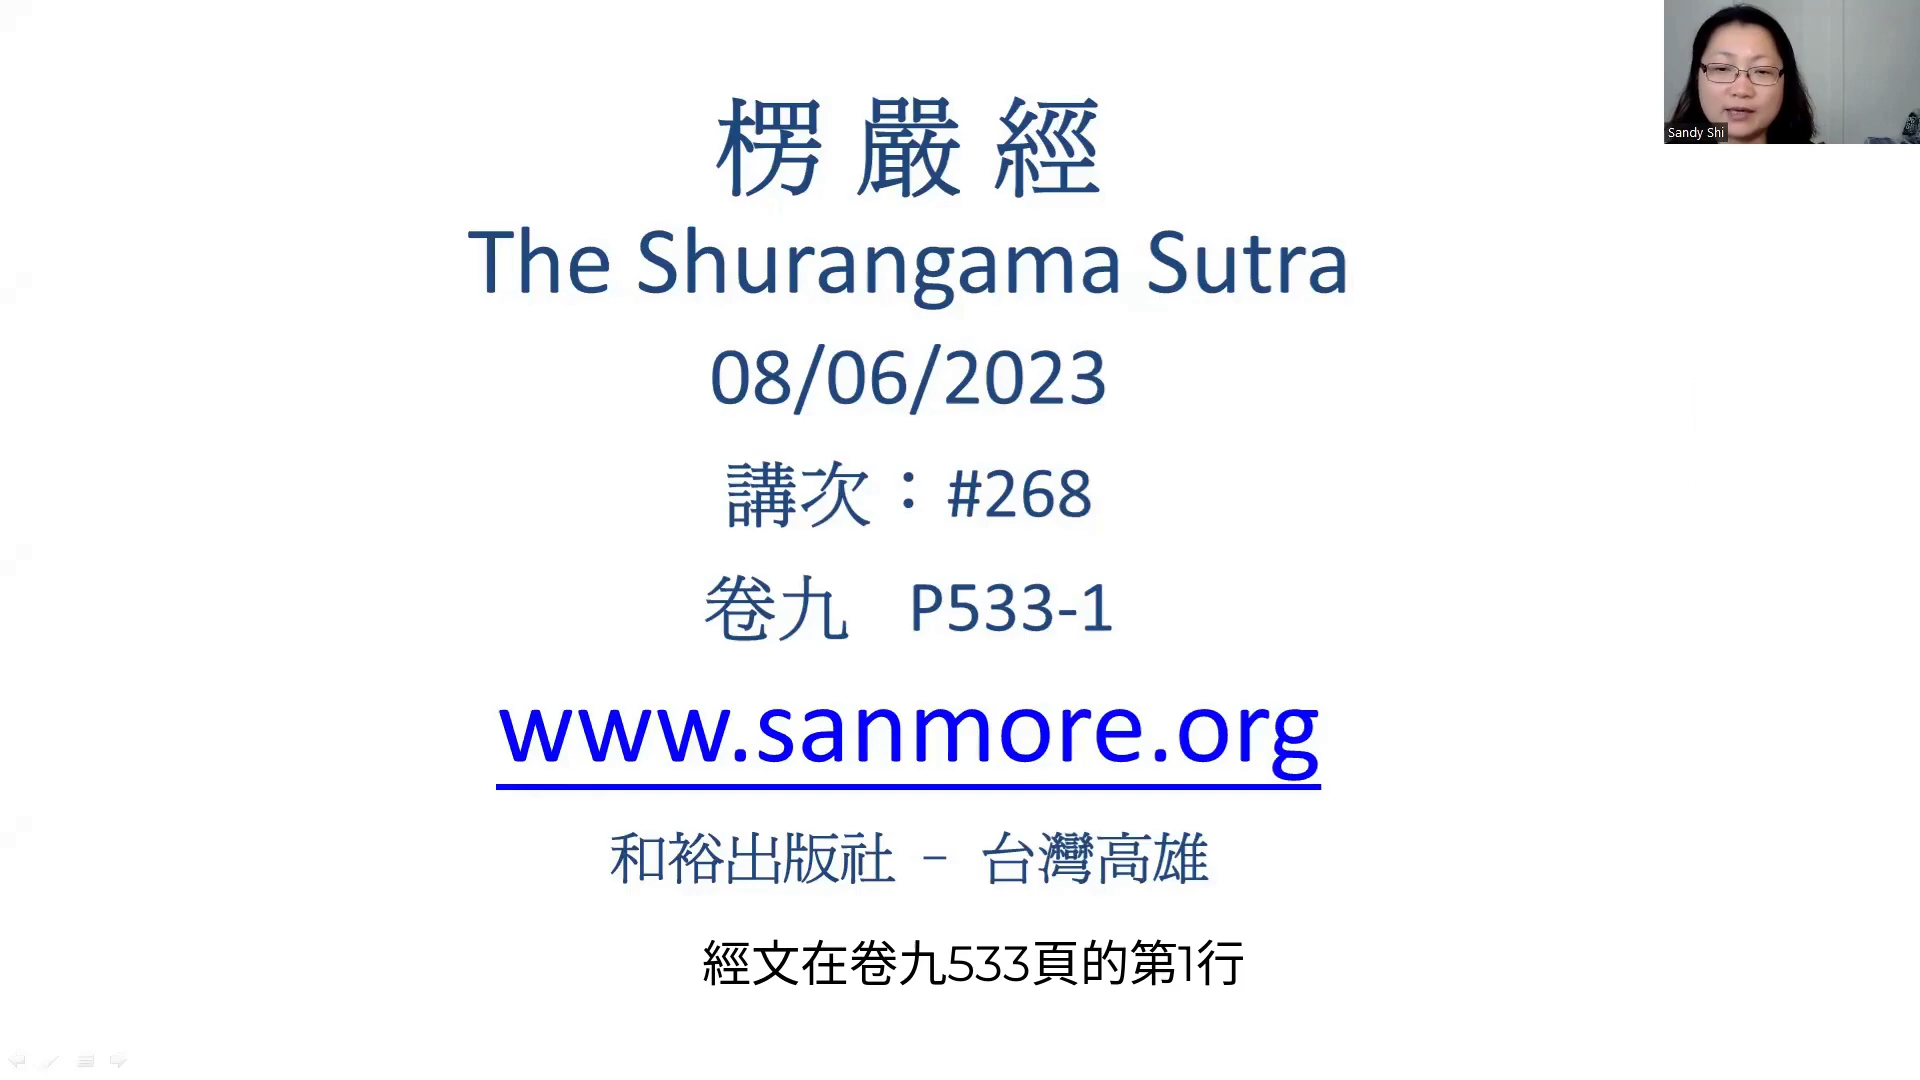 楞嚴經
The Shurangama Sutra
08/06/2023
講次：#268
卷九 P533-1
www.sanmore.org
和裕出版社 - 台灣高雄
經文在卷九533頁的第1行
Sandy Shi